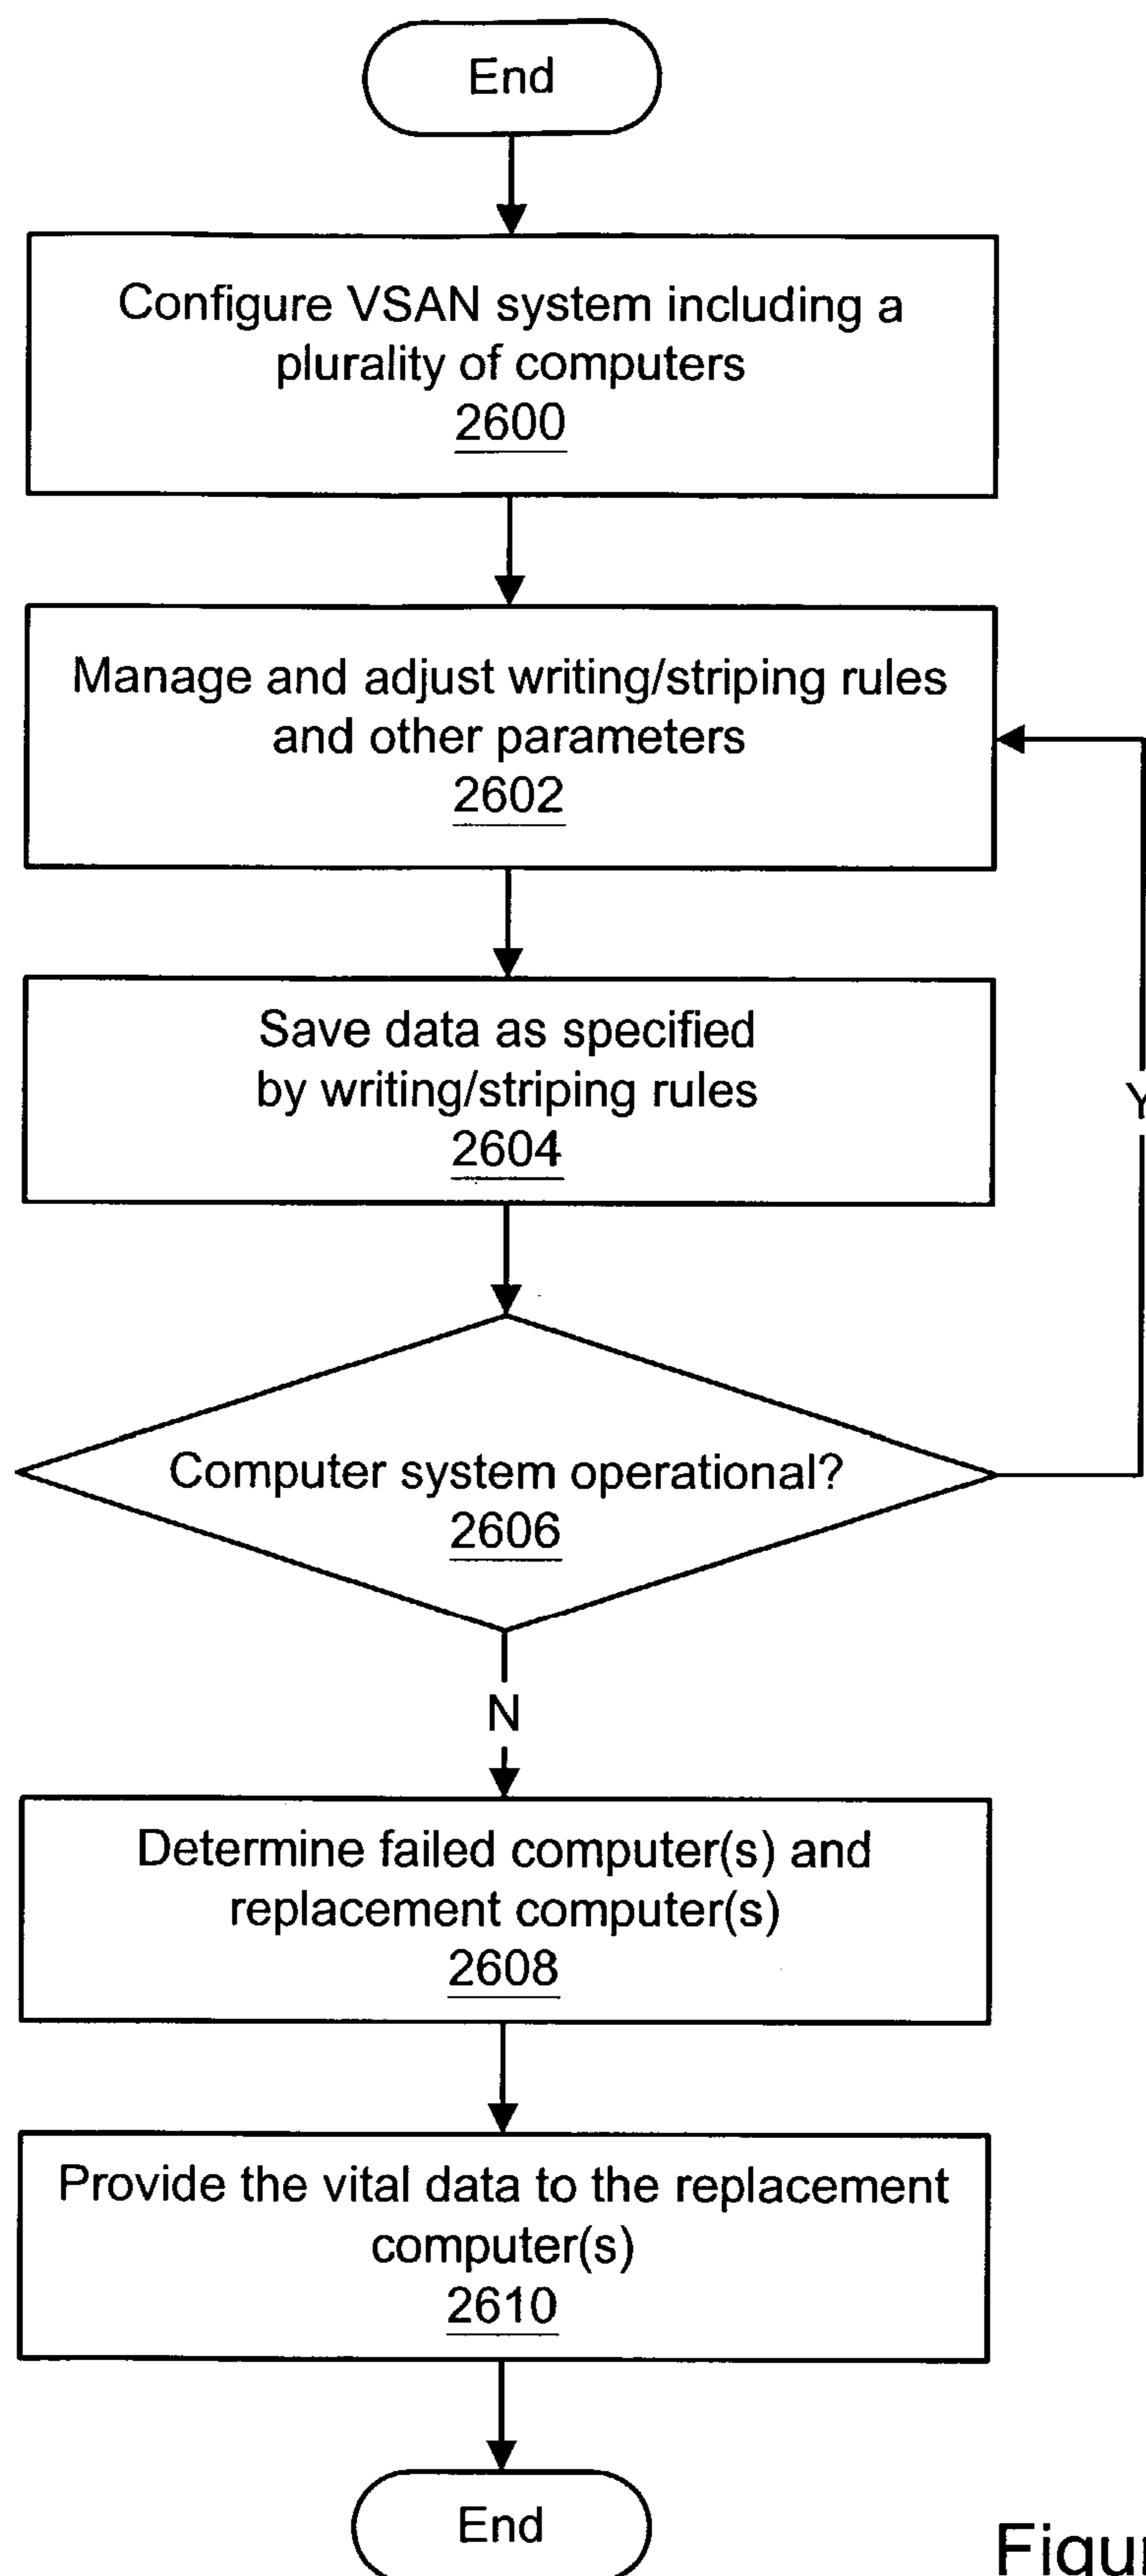 End
Configure VSAN system including a
plurality of computers
2600
Manage and adjust writing/striping rules
and other parameters
2602
Save data as specified
by writing/striping rules
2604
Y
Computer system operational?
2606
N
Determine failed computer(s) and
replacement computer(s)
2608
Provide the vital data to the replacement
computer(s)
2610
End